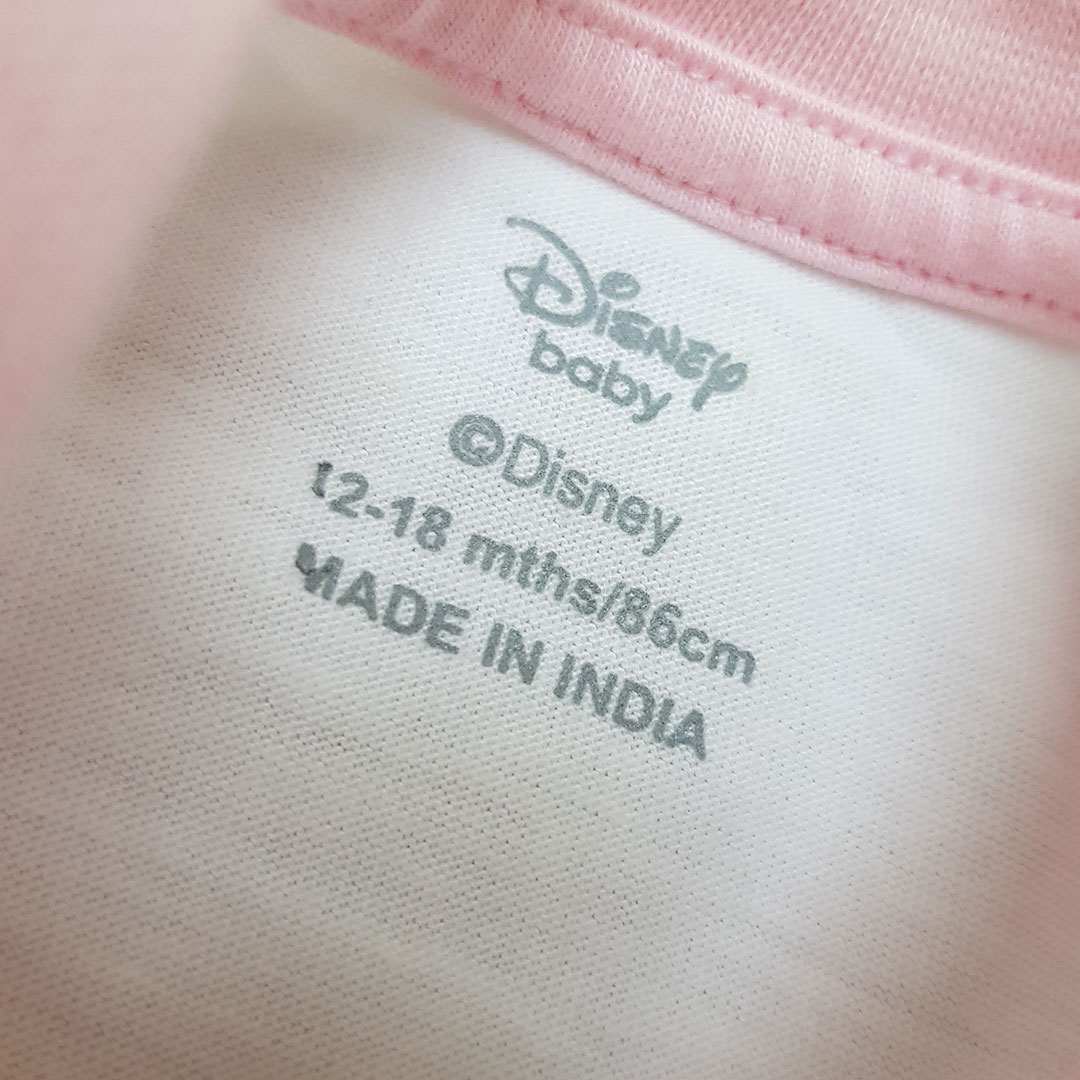 Disney
baby
©Disney
12-18 mths/86cm
MADE IN INDIA